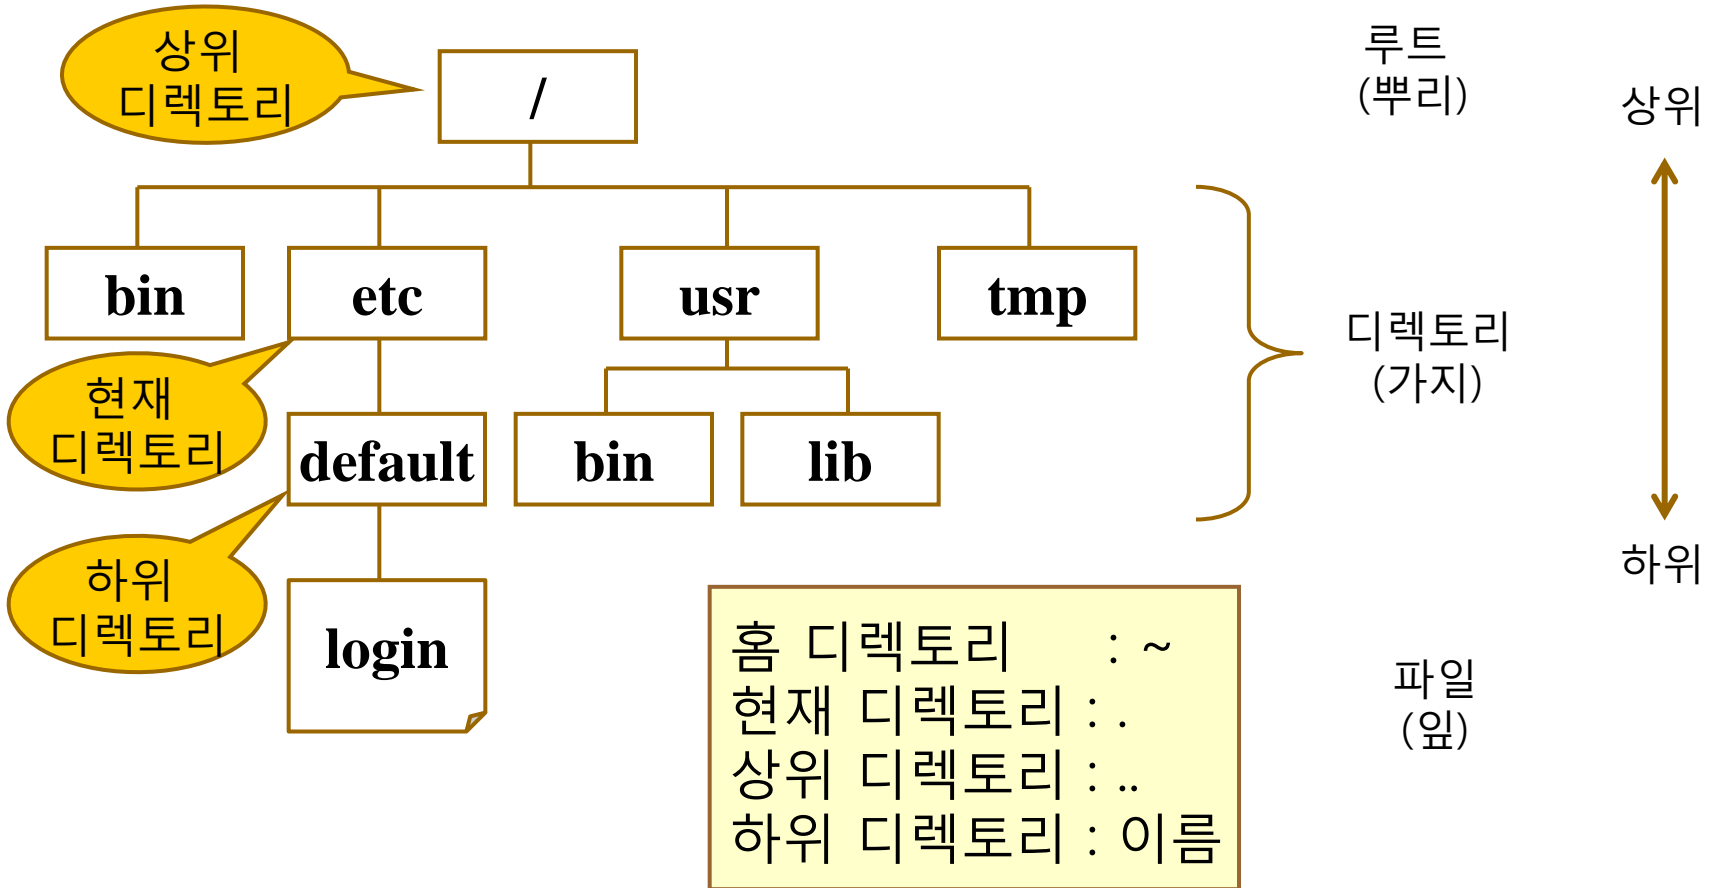 상위
디렉토리
/
루트
(뿌리)
상위
bin
etc
usr
tmp
디렉토리
(가지)
현재
디렉토리
default
bin
lib
하위
디렉토리
하위
login
홈 디렉토리 : ~
현재 디렉토리 : .
상위 디렉토리 : ..
하위 디렉토리 : 이름
파일
(잎)